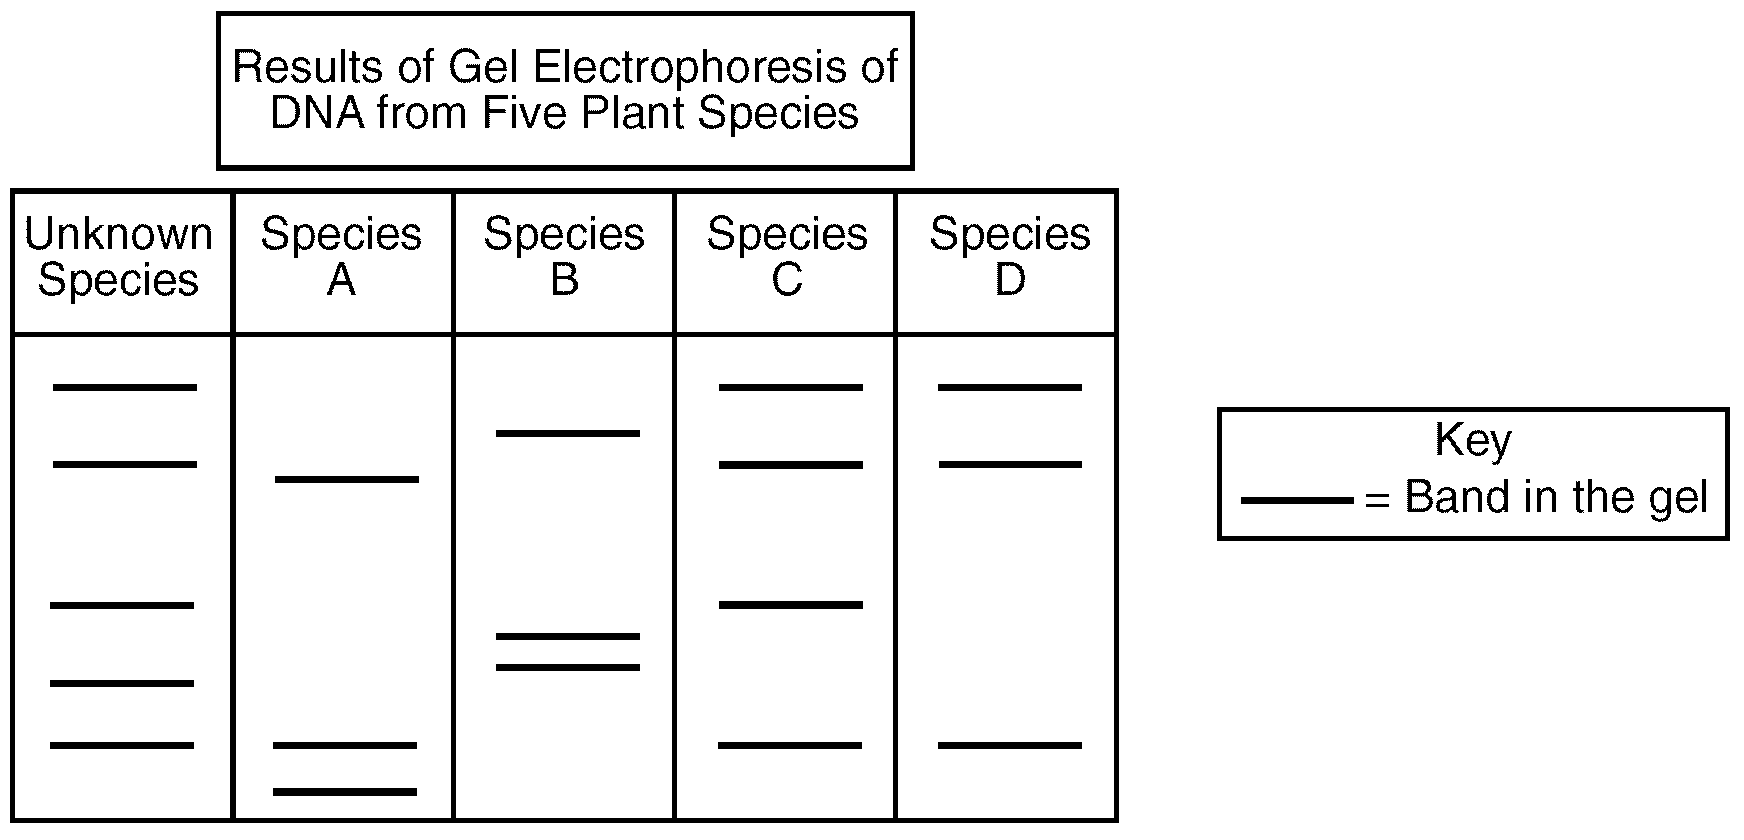 Results of Gel Electrophoresis of
DNA from Five Plant Species
Unknown
Species
Species
A
Species
B
Species
C
Species
D
Key
= Band in the gel